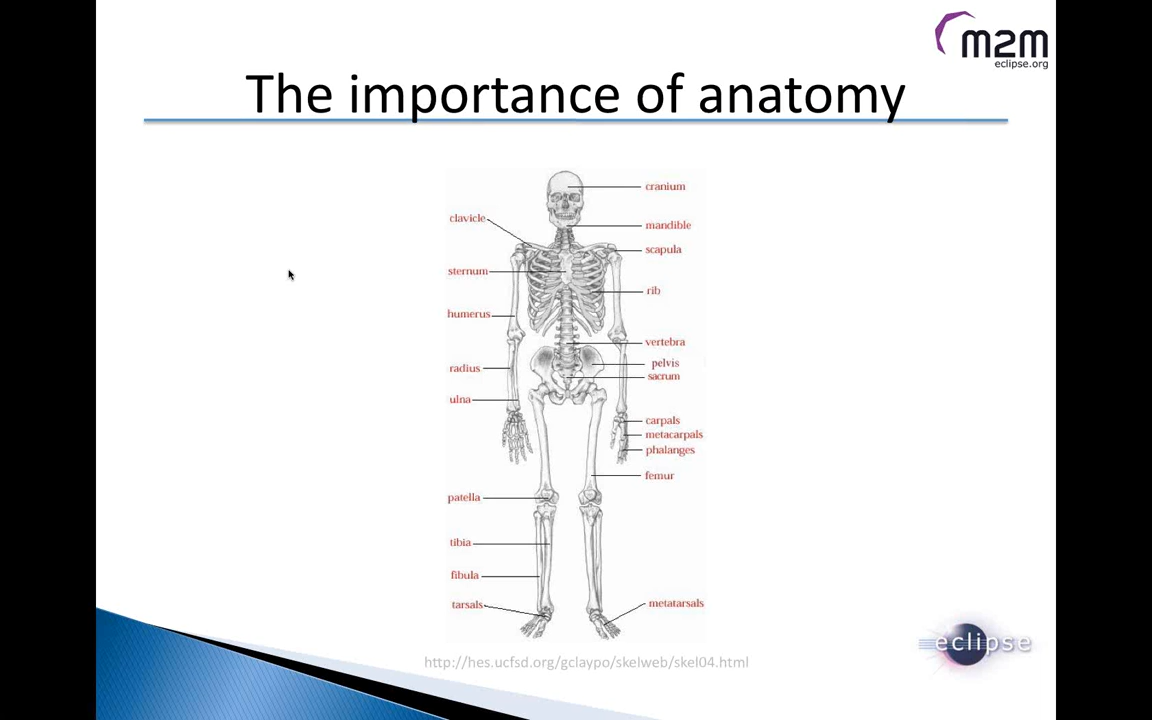 m2m
eclipse.org
The importance of anatomy
cranium
clavicle
mandible
scapula
sternum
rib
humerus
vertebra
pelvis
radius
sacrum
ulna
carpals
metacarpals
phalanges
femur
patella
tibia
fibula
tarsals
metatarsals
eclipse
http://hes.ucfsd.org/gclaypo/skelweb/skel04.html